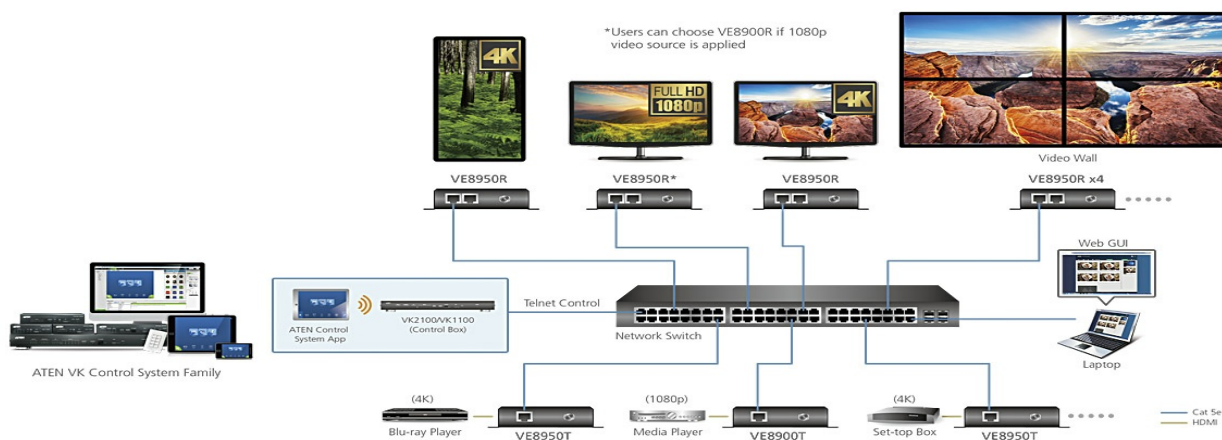 *Users can choose VE8900R if 1080p
video source is applied
4K
FULL HD
1080p
4K
Video Wall
VE8950R
VE8950R*
VE8950R
VE8950R x4
Web GUI
Telnet Control
ATEN Control
System App
VK2100/VK1100
(Control Box)
Network Switch
Laptop
ATEN VK Control System Family
(4K)
Blu-ray Player
VE8950T
(1080p)
Media Player
VE8900T
(4K)
Set-top Box
VE8950T
Cat 5e
HDMI